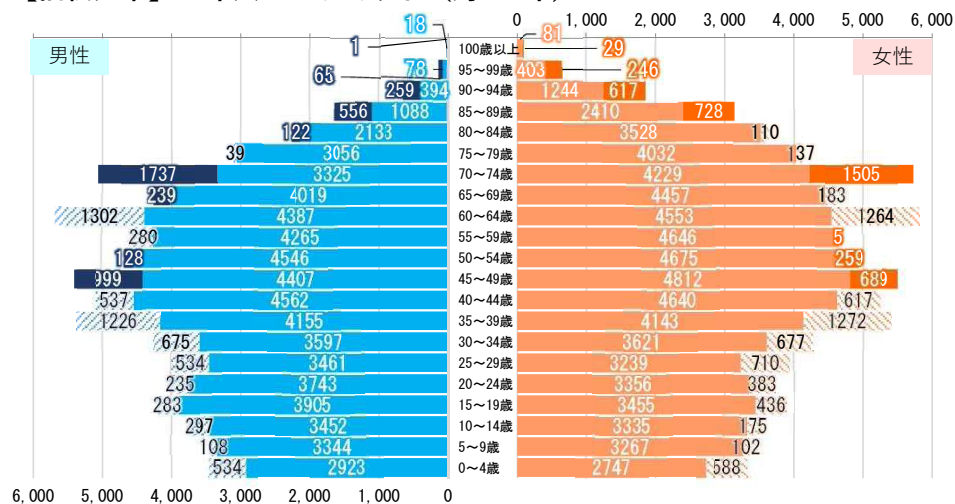 18
81
0 1,000 2,000 3,000 4,000 5,000 6,000
男性
1
100歳以上
29
女性
65 78 95~99歳 403 246
259 394 90~94歳 1244 617
556 1088 85~89歳 2410 728
122 2133 80~84歳 3528 110
39 3056 75~79歳 4032 137
1737 3325 70~74歳 4229 1505
239 4019 65~69歳 4457 183
1302 4387 60~64歳 4553 1264
280 4265 55~59歳 4646 5
128 4546 50~54歳 4675 259
999 4407 45~49歳 4812 689
537 4562 40~44歳 4640 617
1226 4155 35~39歳 4143 1272
675 3597 30~34歳 3621 677
534 3461 25~29歳 3239 710
235 3743 20~24歳 3356 383
283 3905 15~19歳 3455 436
297 3452 10~14歳 3335 175
108 3344 5~9歳 3267 102
534 2923 0~4歳 2747 588
6,000 5,000 4,000 3,000 2,000 1,000 0